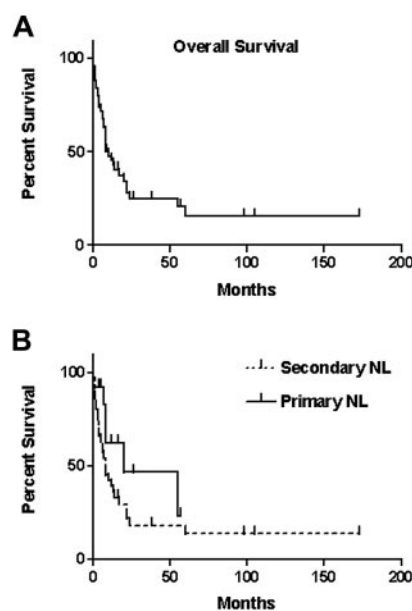 A
Overall Survival
100
50
0
Percent Survival
0 50 100 150 200
Months
B
Secondary NL
Primary NL
100
50
0
Percent Survival
0 50 100 150 200
Months